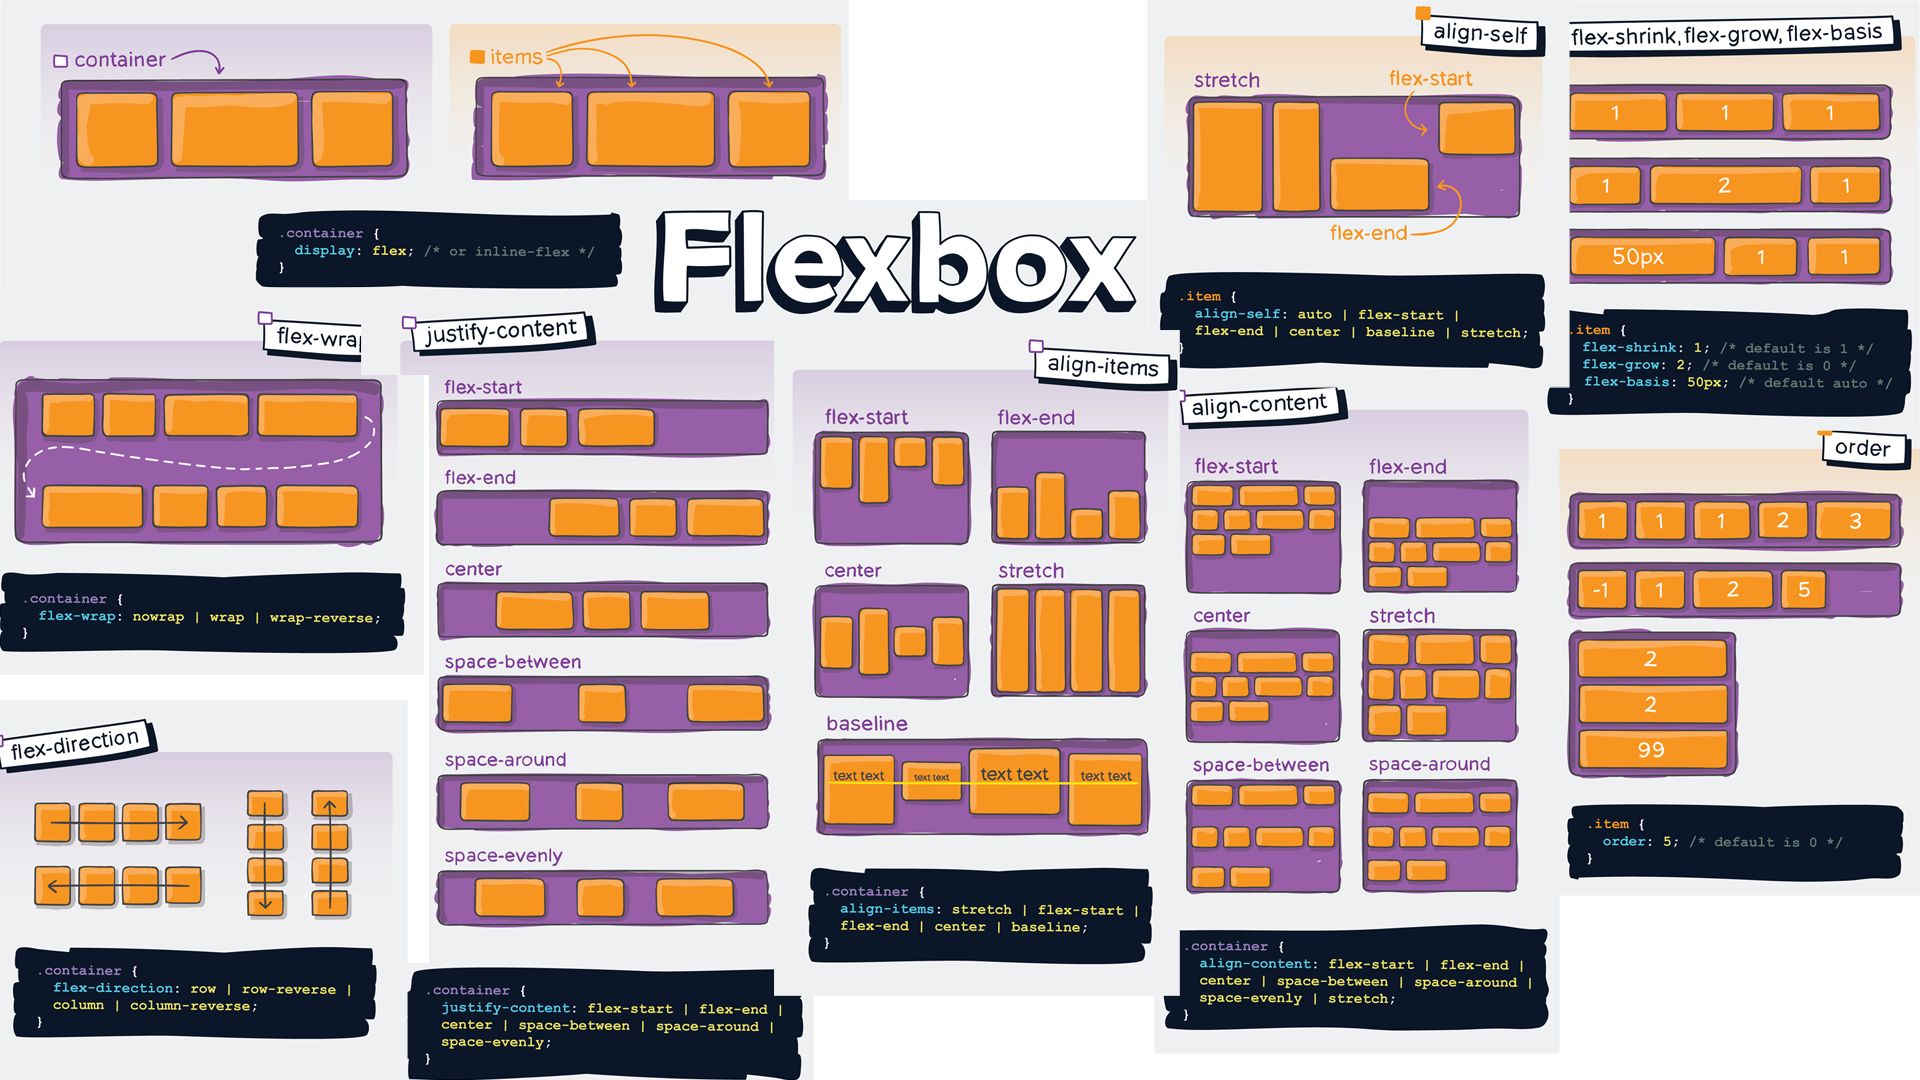 container
items
.container {
display: flex; /* or inline-flex */
}
Flexbox
flex-wrap
.container {
flex-wrap: nowrap | wrap | wrap-reverse;
}
flex-direction
.container {
flex-direction: row | row-reverse |
column | column-reverse;
}
justify-content
flex-start
flex-end
center
space-between
space-around
space-evenly
.container {
justify-content: flex-start | flex-end |
center | space-between | space-around |
space-evenly;
}
align-items
flex-start
flex-end
center
stretch
baseline
text text
text text
text text
text text
.container {
align-items: stretch | flex-start |
flex-end | center | baseline;
}
align-self
stretch
flex-start
flex-end
.item {
align-self: auto | flex-start |
flex-end | center | baseline | stretch;
}
align-content
flex-start
flex-end
center
stretch
space-between
space-around
.container {
align-content: flex-start | flex-end |
center | space-between | space-around |
space-evenly | stretch;
}
flex-shrink, flex-grow, flex-basis
1 1 1
1 2 1
50px 1 1
.item {
flex-shrink: 1; /* default is 1 */
flex-grow: 2; /* default is 0 */
flex-basis: 50px; /* default auto */
}
order
1 1 1 2 3
-1 1 2 5
2
2
99
.item {
order: 5; /* default is 0 */
}